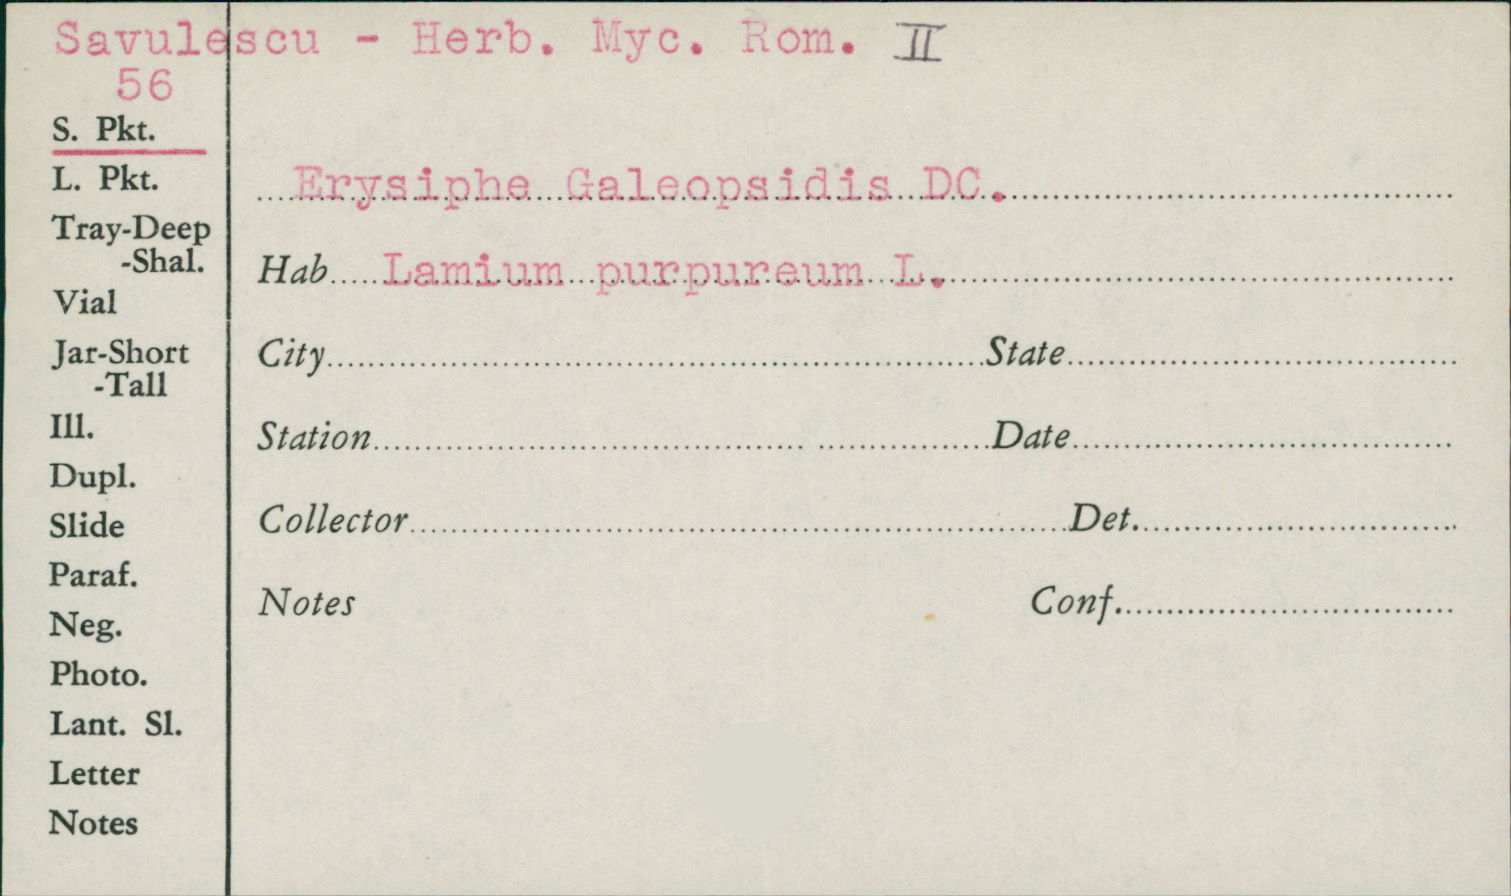 Savulescu - Herb. Myc. Rom. II
56
S. Pkt.
L. Pkt.
Tray-Deep
-Shal.
Vial
Jar-Short
-Tall
Ill.
Dupl.
Slide
Paraf.
Neg.
Photo.
Lant. Sl.
Letter
Notes
Erysiphe Galeopsidis DC.
Hab Lamium purpureum L.
City State
Station Date
Collector Det.
Notes Conf.